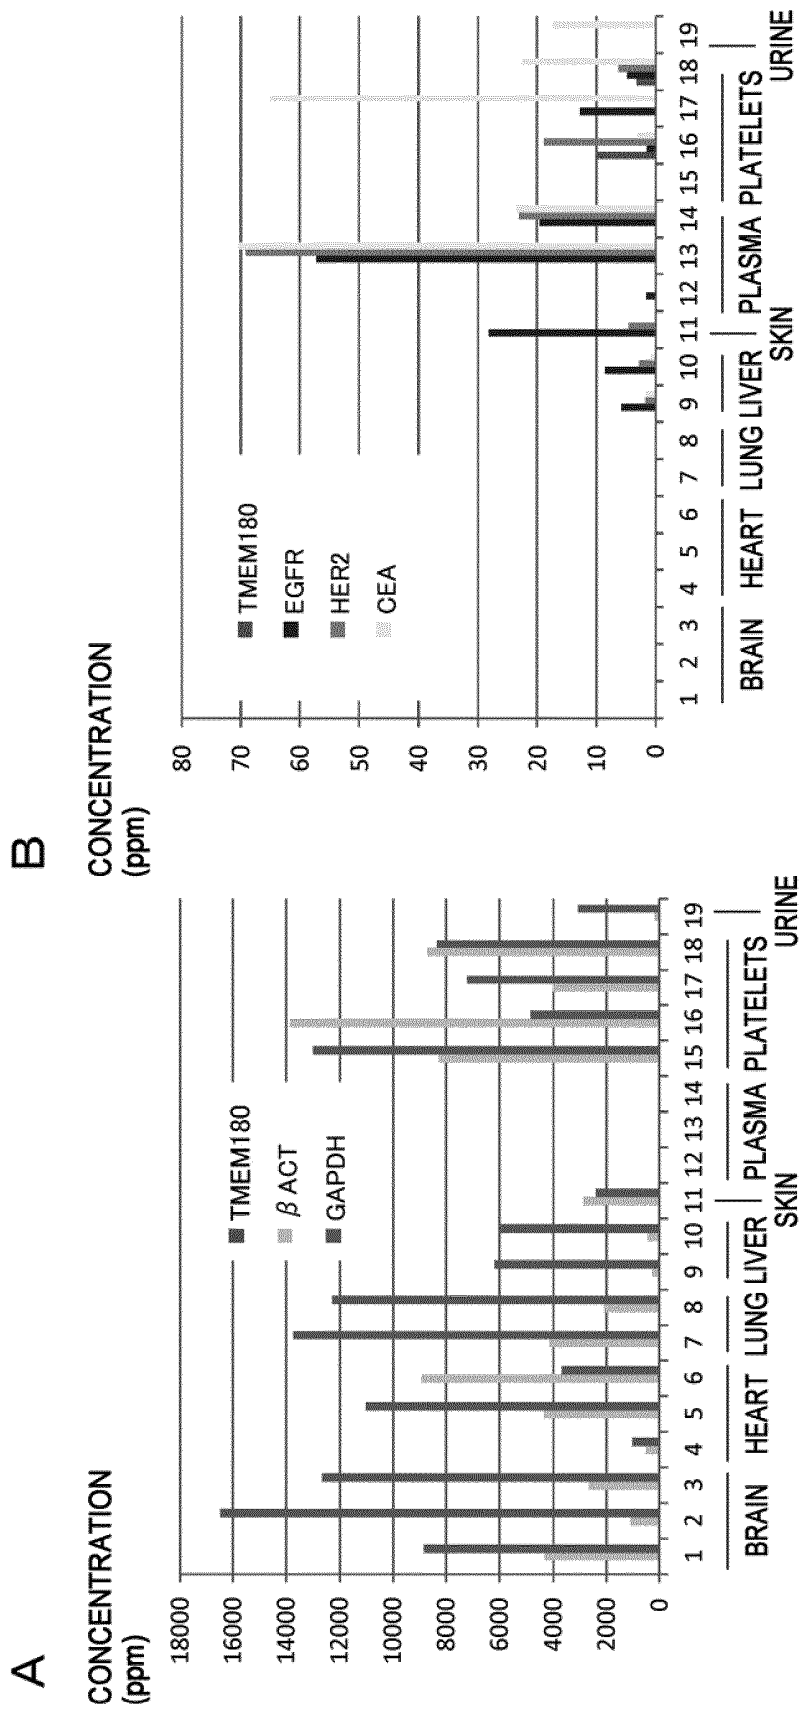 A
CONCENTRATION
(ppm)
18000
16000
14000
12000
10000
8000
6000
4000
2000
0
TMEM180
β ACT
GAPDH
1 2 3 4 5 6 7 8 9 10 11 12 13 14 15 16 17 18 19
BRAIN HEART LUNG LIVER PLASMA PLATELETS
SKIN URINE
B
CONCENTRATION
(ppm)
80
70
60
50
40
30
20
10
0
TMEM180
EGFR
HER2
CEA
1 2 3 4 5 6 7 8 9 10 11 12 13 14 15 16 17 18 19
BRAIN HEART LUNG LIVER PLASMA PLATELETS
SKIN URINE